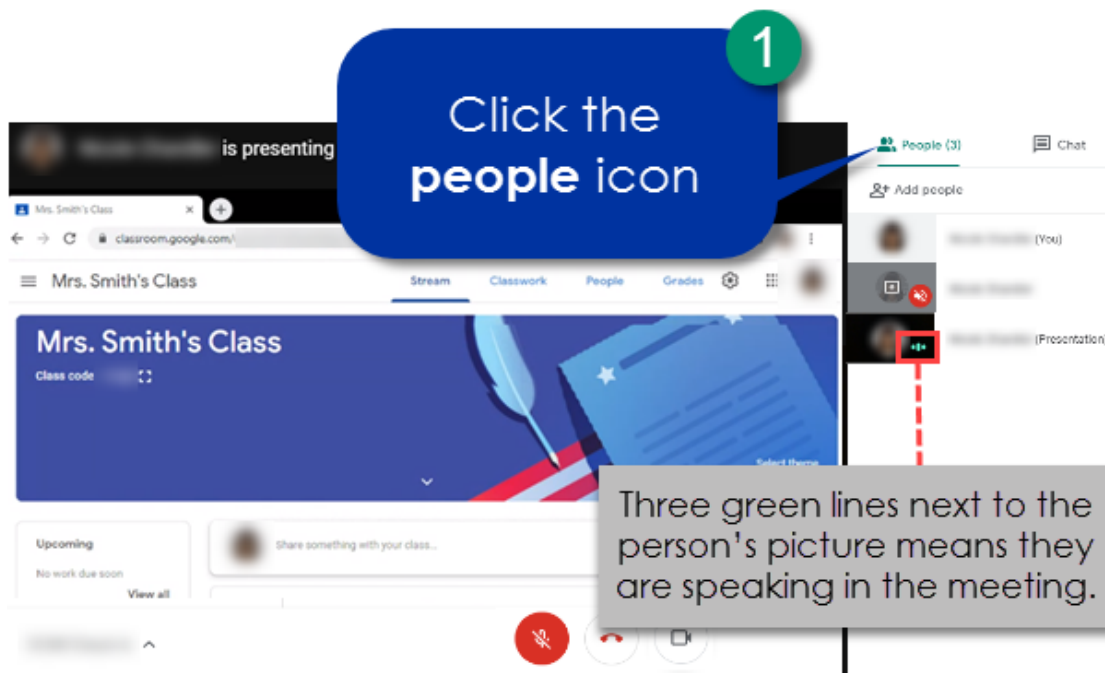 1
Click the
people icon
is presenting
People (3)
Chat
Add people
(You)
(Presentation)
Mrs. Smith's Class
classroom.google.com/
Mrs. Smith's Class
Stream Classwork People Grades
Mrs. Smith's Class
Class code
Select theme
Upcoming
No work due soon
View all
Share something with your class...
Three green lines next to the
person's picture means they
are speaking in the meeting.